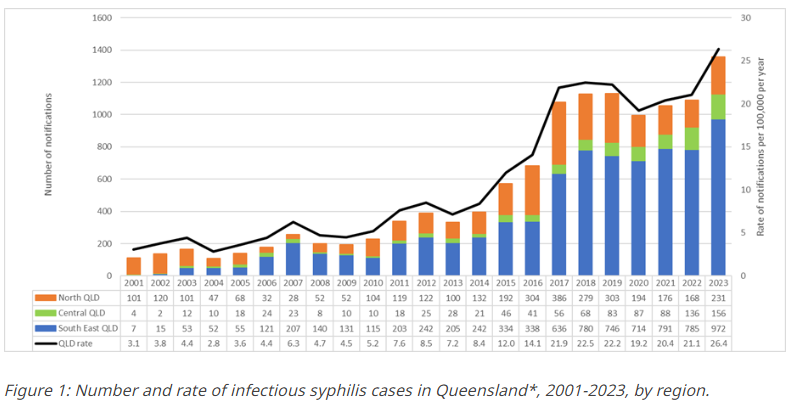 1600
1400
1200
1000
800
600
400
200
0
Number of notifications
30
25
20
15
10
5
0
Rate of notifications per 100,000 per year
2001 2002 2003 2004 2005 2006 2007 2008 2009 2010 2011 2012 2013 2014 2015 2016 2017 2018 2019 2020 2021 2022 2023
North QLD 101 120 101 47 68 32 28 52 52 104 119 122 100 132 192 304 386 279 303 194 176 168 231
Central QLD 4 2 12 10 18 24 23 8 10 10 18 25 28 21 46 41 56 68 83 87 88 136 156
South East QLD 7 15 53 52 55 121 207 140 131 115 203 242 205 242 334 338 636 780 746 714 791 785 972
QLD rate 3.1 3.8 4.4 2.8 3.6 4.4 6.3 4.7 4.5 5.2 7.6 8.5 7.2 8.4 12.0 14.1 21.9 22.5 22.2 19.2 20.4 21.1 26.4
Figure 1: Number and rate of infectious syphilis cases in Queensland*, 2001-2023, by region.